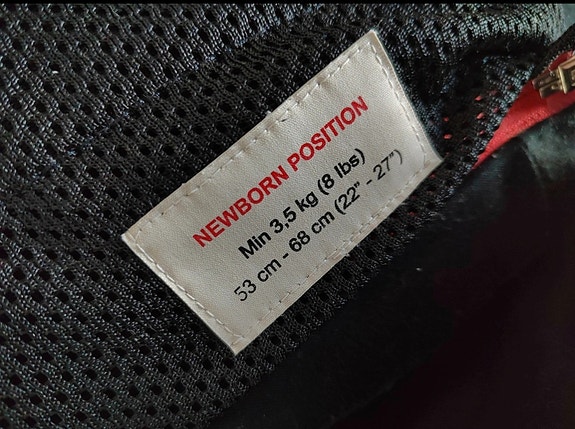 NEWBORN POSITION
Min 3,5 kg (8 lbs)
53 cm - 68 cm (22" - 27")